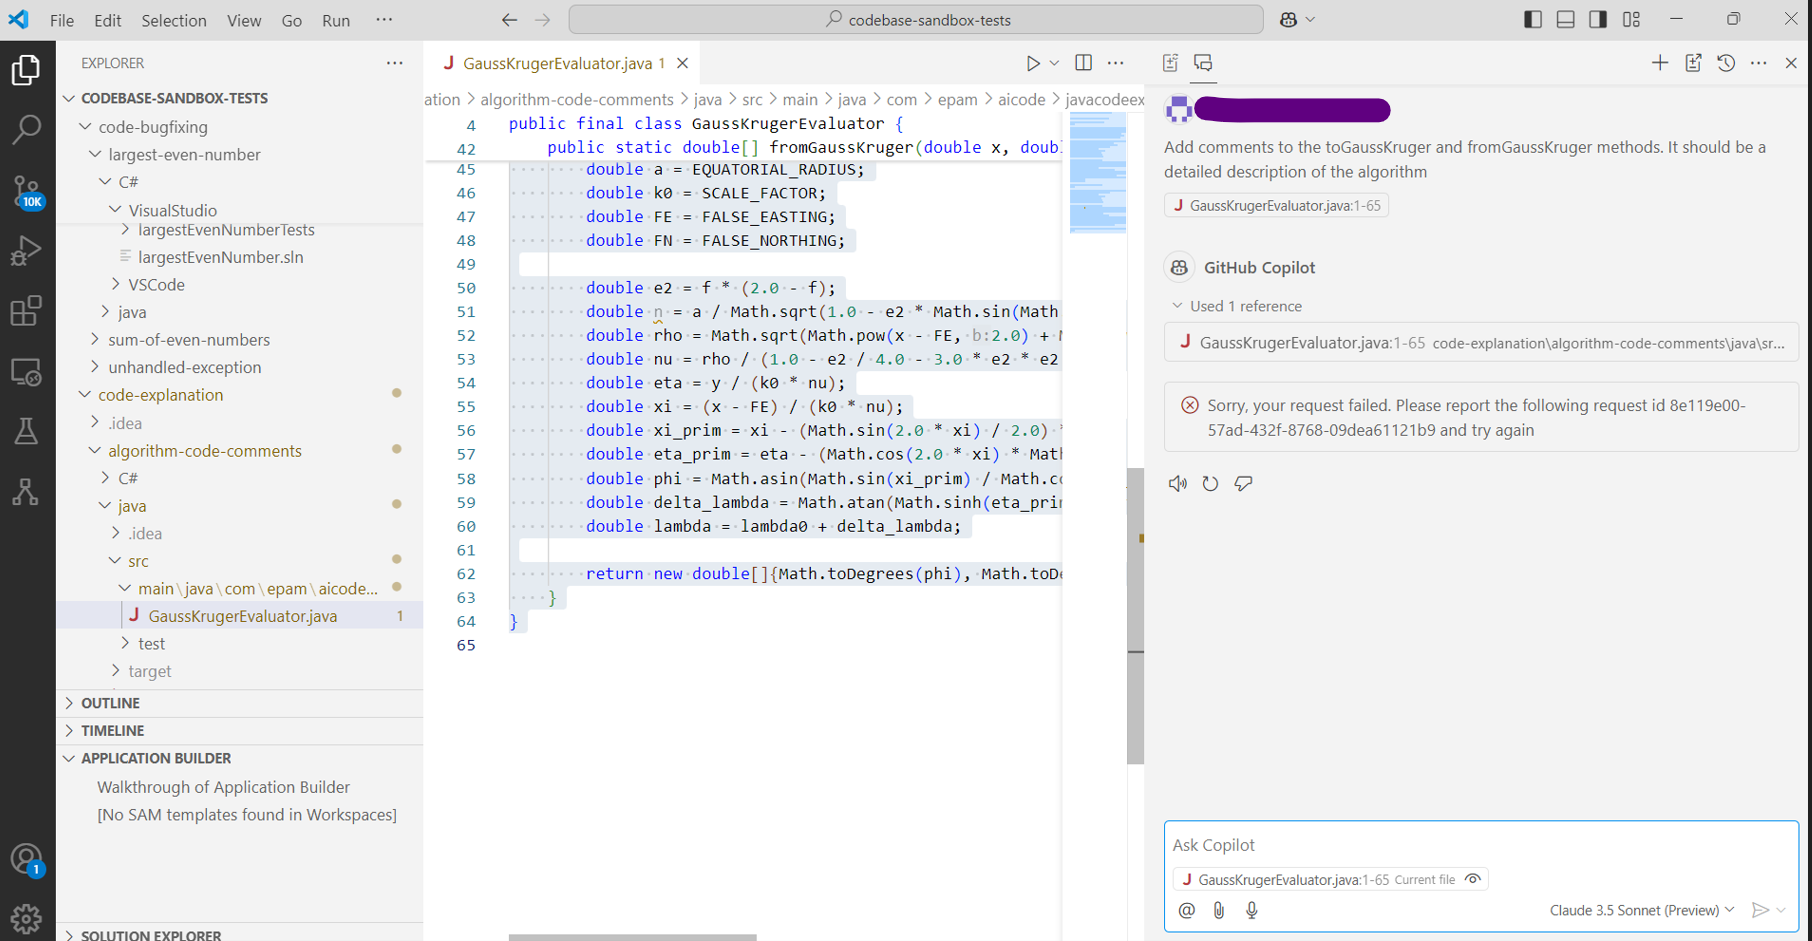 File Edit Selection View Go Run ···
codebase-sandbox-tests
EXPLORER
CODEBASE-SANDBOX-TESTS
code-bugfixing
largest-even-number
C#
VisualStudio
largestEvenNumberTests
largestEvenNumber.sln
VSCode
java
sum-of-even-numbers
unhandled-exception
code-explanation
.idea
algorithm-code-comments
C#
java
.idea
src
main\java\com\epam\aicode...
GaussKrugerEvaluator.java 1
test
target
OUTLINE
TIMELINE
APPLICATION BUILDER
Walkthrough of Application Builder
[No SAM templates found in Workspaces]
SOLUTION EXPLORER
10K
1
GaussKrugerEvaluator.java 1
ation > algorithm-code-comments > java > src > main > java > com > epam > aicode > javacodeex
4 public final class GaussKrugerEvaluator {
42 public static double[] fromGaussKruger(double x, doubl
45 double a = EQUATORIAL_RADIUS;
46 double k0 = SCALE_FACTOR;
47 double FE = FALSE_EASTING;
48 double FN = FALSE_NORTHING;
49
50 double e2 = f * (2.0 - f);
51 double n = a / Math.sqrt(1.0 - e2 * Math.sin(Math
52 double rho = Math.sqrt(Math.pow(x - FE, b:2.0) + M
53 double nu = rho / (1.0 - e2 / 4.0 - 3.0 * e2 * e2
54 double eta = y / (k0 * nu);
55 double xi = (x - FE) / (k0 * nu);
56 double xi_prim = xi - (Math.sin(2.0 * xi) / 2.0) *
57 double eta_prim = eta - (Math.cos(2.0 * xi) * Mat
58 double phi = Math.asin(Math.sin(xi_prim) / Math.co
59 double delta_lambda = Math.atan(Math.sinh(eta_prim
60 double lambda = lambda0 + delta_lambda;
61
62 return new double[]{Math.toDegrees(phi), Math.toDe
63 }
64 }
65
Add comments to the toGaussKruger and fromGaussKruger methods. It should be a
detailed description of the algorithm
J GaussKrugerEvaluator.java:1-65
GitHub Copilot
Used 1 reference
J GaussKrugerEvaluator.java:1-65 code-explanation\algorithm-code-comments\java\sr...
Sorry, your request failed. Please report the following request id 8e119e00-
57ad-432f-8768-09dea61121b9 and try again
Ask Copilot
J GaussKrugerEvaluator.java:1-65 Current file
Claude 3.5 Sonnet (Preview)